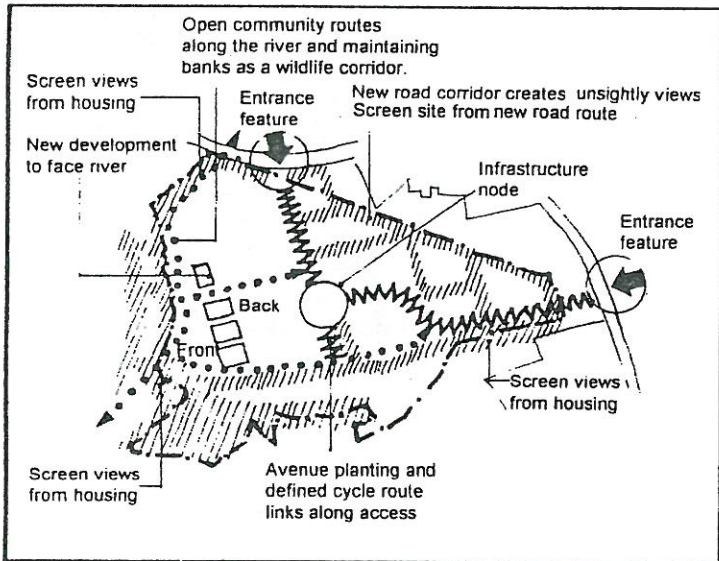 Open community routes
along the river and maintaining
banks as a wildlife corridor.
Screen views
from housing
Entrance
feature
New road corridor creates unsightly views
Screen site from new road route
New development
to face river
Infrastructure
node
Entrance
feature
Back
Front
Screen views
from housing
Screen views
from housing
Avenue planting and
defined cycle route
links along access